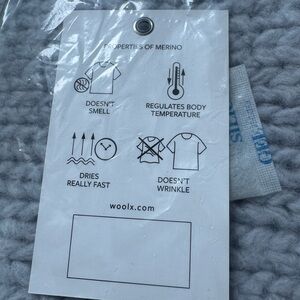 PROPERTIES OF MERINO
DOESN'T
SMELL
REGULATES BODY
TEMPERATURE
DRIES
REALLY FAST
DOESN'T
WRINKLE
woolx.com